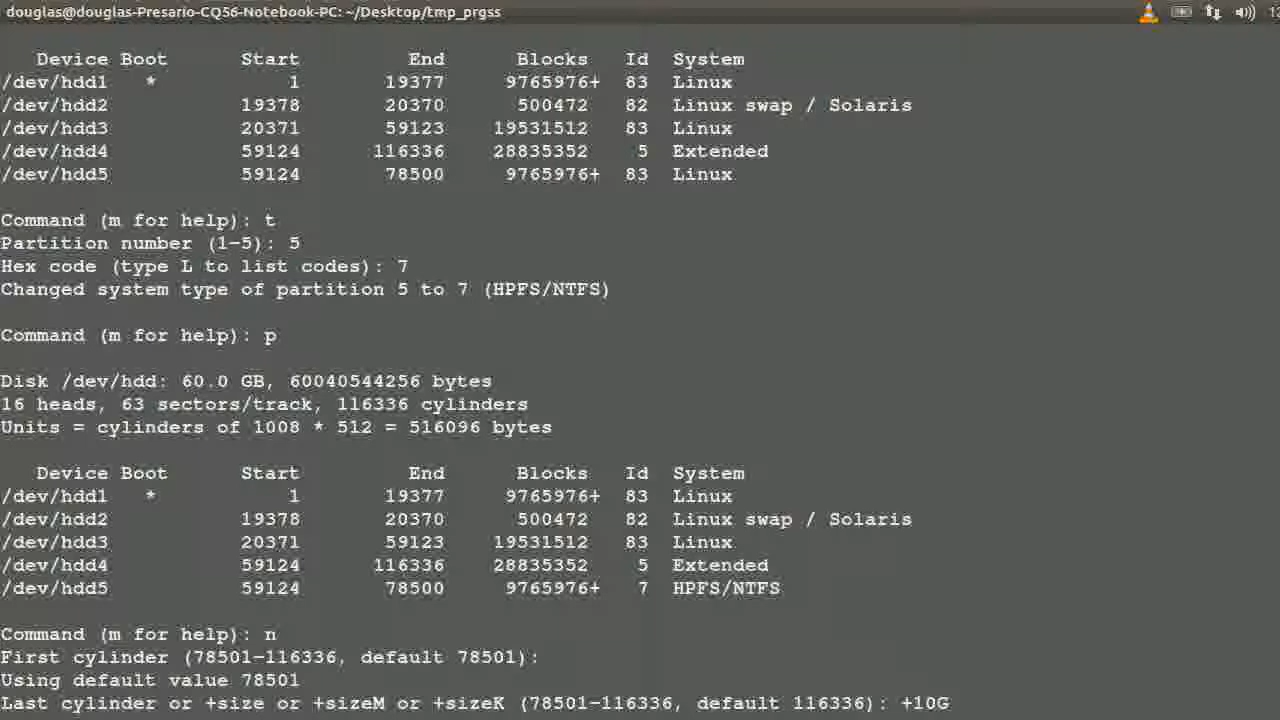 douglas@douglas-Presario-CQ56-Notebook-PC: ~/Desktop/tmp_prgss
Device Boot Start End Blocks Id System
/dev/hdd1 * 1 19377 9765976+ 83 Linux
/dev/hdd2 19378 20370 500472 82 Linux swap / Solaris
/dev/hdd3 20371 59123 19531512 83 Linux
/dev/hdd4 59124 116336 28835352 5 Extended
/dev/hdd5 59124 78500 9765976+ 83 Linux
Command (m for help): t
Partition number (1-5): 5
Hex code (type L to list codes): 7
Changed system type of partition 5 to 7 (HPFS/NTFS)
Command (m for help): p
Disk /dev/hdd: 60.0 GB, 60040544256 bytes
16 heads, 63 sectors/track, 116336 cylinders
Units = cylinders of 1008 * 512 = 516096 bytes
Device Boot Start End Blocks Id System
/dev/hdd1 * 1 19377 9765976+ 83 Linux
/dev/hdd2 19378 20370 500472 82 Linux swap / Solaris
/dev/hdd3 20371 59123 19531512 83 Linux
/dev/hdd4 59124 116336 28835352 5 Extended
/dev/hdd5 59124 78500 9765976+ 7 HPFS/NTFS
Command (m for help): n
First cylinder (78501-116336, default 78501):
Using default value 78501
Last cylinder or +size or +sizeM or +sizeK (78501-116336, default 116336): +10G